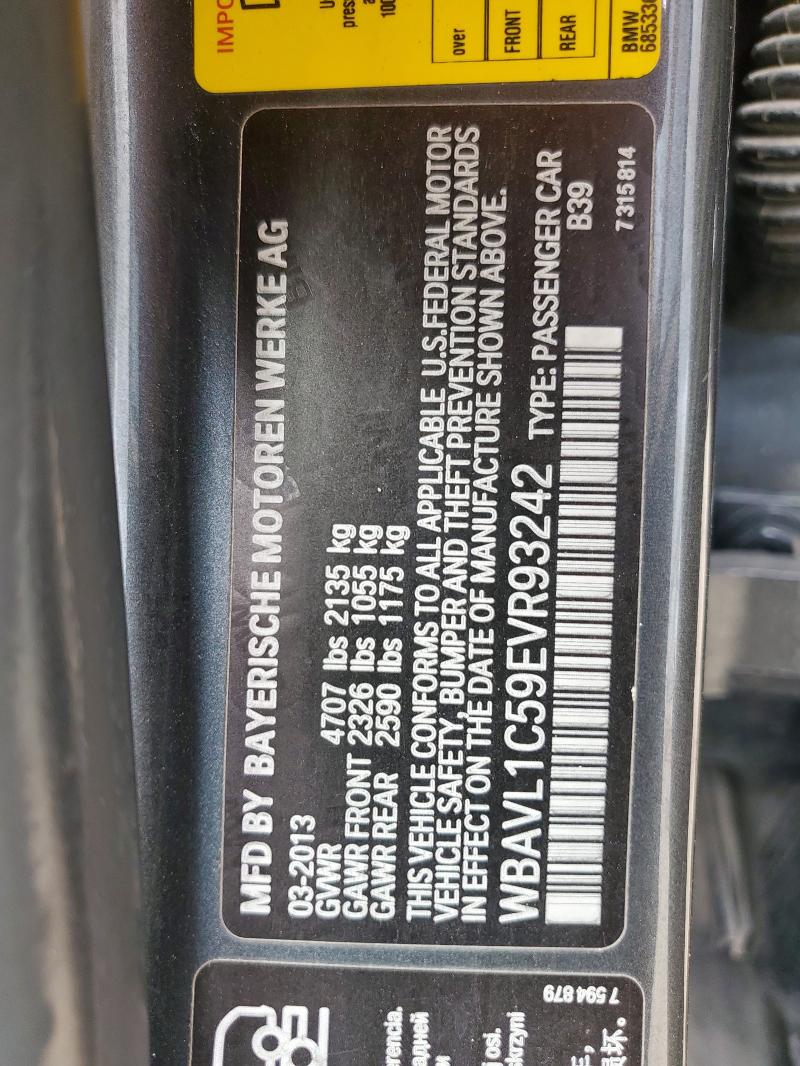 MFD BY BAYERISCHE MOTOREN WERKE AG
03-2013
GVWR 4707 lbs 2135 kg
GAWR FRONT 2326 lbs 1055 kg
GAWR REAR 2590 lbs 1175 kg
THIS VEHICLE CONFORMS TO ALL APPLICABLE U.S.FEDERAL MOTOR
VEHICLE SAFETY, BUMPER AND THEFT PREVENTION STANDARDS
IN EFFECT ON THE DATE OF MANUFACTURE SHOWN ABOVE.
WBAVL1C59EVR93242 TYPE: PASSENGER CAR
B39
7 315 814
over
FRONT
REAR
BMW
7 594 879